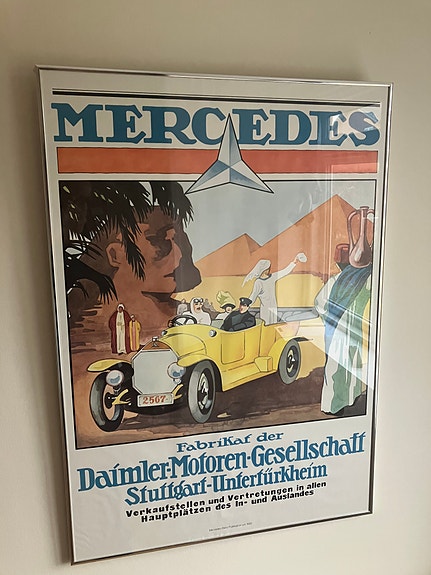 MERCEDES
2567
Fabrikat der
Daimler-Motoren-Gesellschaft
Stuttgart-Untertürkheim
Verkaufstellen und Vertretungen in allen
Hauptplätzen des In- und Auslandes